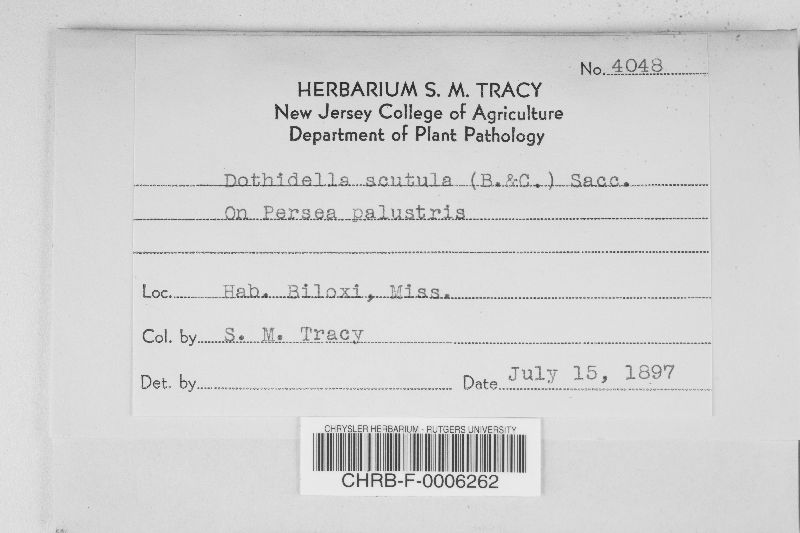 No. 4048
HERBARIUM S. M. TRACY
New Jersey College of Agriculture
Department of Plant Pathology
Dothidella scutula (B.&C.) Sacc.
On Persea palustris
Loc. Hab. Biloxi, Miss.
Col. by S. M. Tracy
Det. by Date July 15, 1897
CHRYSLER HERBARIUM - RUTGERS UNIVERSITY
CHRB-F-0006262